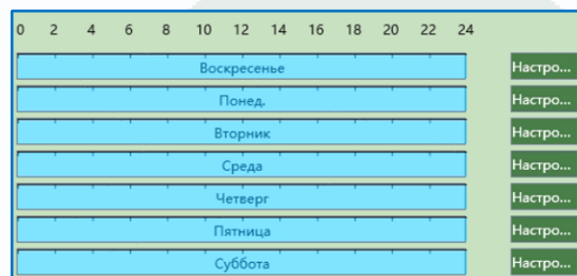 0 2 4 6 8 10 12 14 16 18 20 22 24
Воскресенье Настро...
Понед. Настро...
Вторник Настро...
Среда Настро...
Четверг Настро...
Пятница Настро...
Суббота Настро...